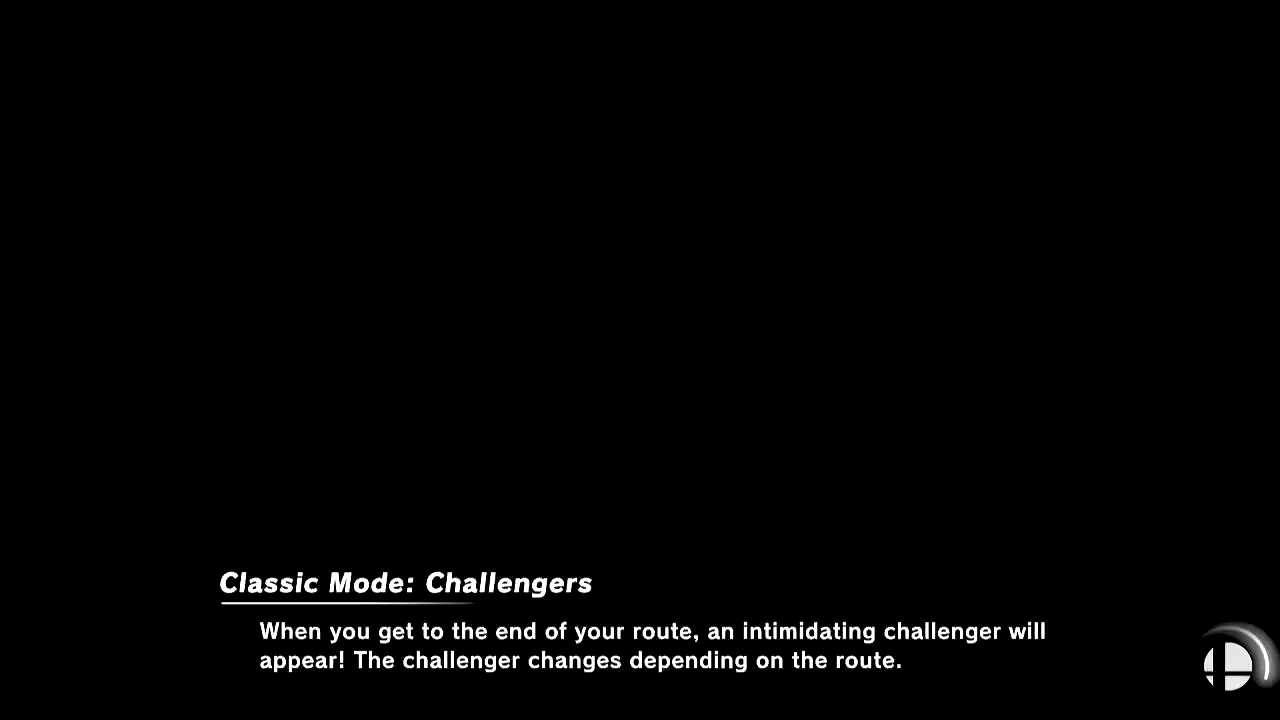 Classic Mode: Challengers
When you get to the end of your route, an intimidating challenger will
appear! The challenger changes depending on the route.